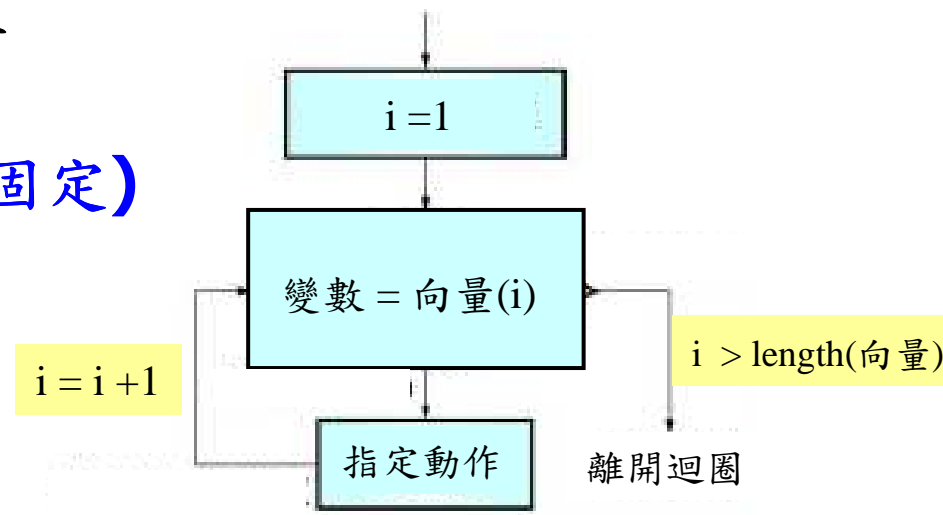 i =1
固定)
變數 = 向量(i)
i > length(向量)
i = i +1
指定動作
離開迴圈